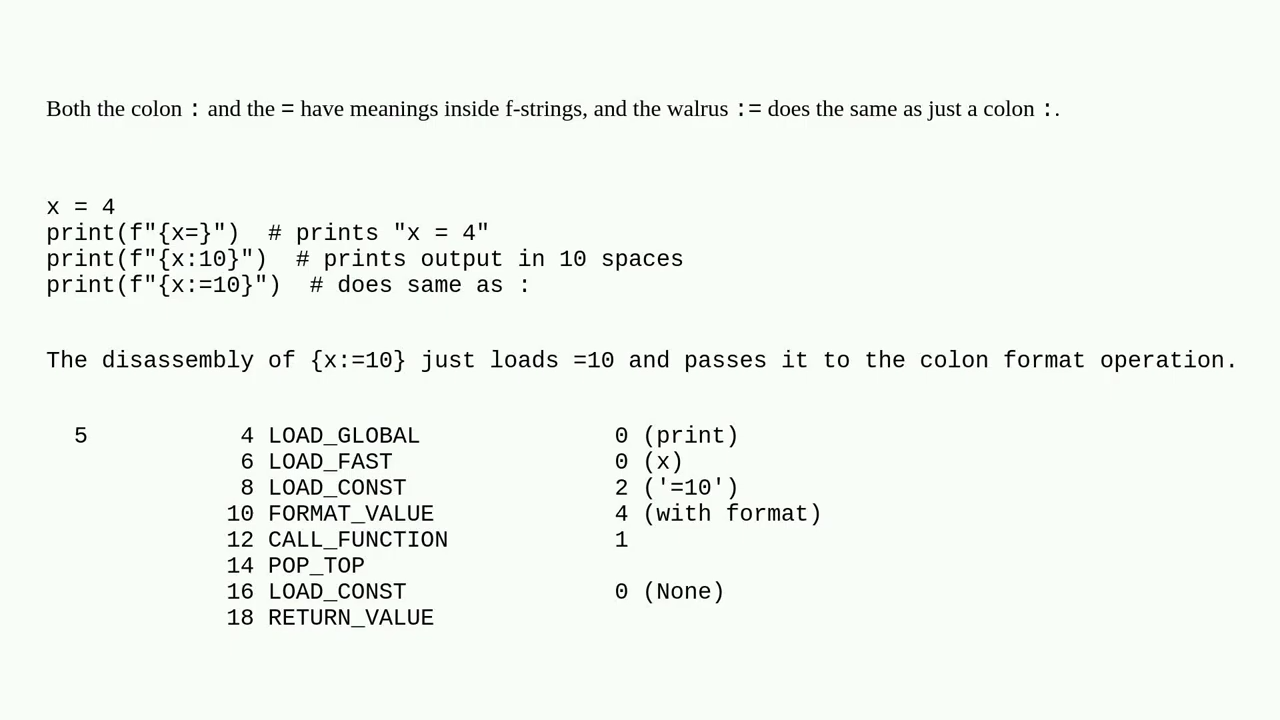 Both the colon : and the = have meanings inside f-strings, and the walrus := does the same as just a colon :.
x = 4
print(f"{x=}")  # prints "x = 4"
print(f"{x:10}")  # prints output in 10 spaces
print(f"{x:=10}")  # does same as :
The disassembly of {x:=10} just loads =10 and passes it to the colon format operation.
  5           4 LOAD_GLOBAL              0 (print)
              6 LOAD_FAST                0 (x)
              8 LOAD_CONST               2 ('=10')
             10 FORMAT_VALUE             4 (with format)
             12 CALL_FUNCTION            1
             14 POP_TOP
             16 LOAD_CONST               0 (None)
             18 RETURN_VALUE